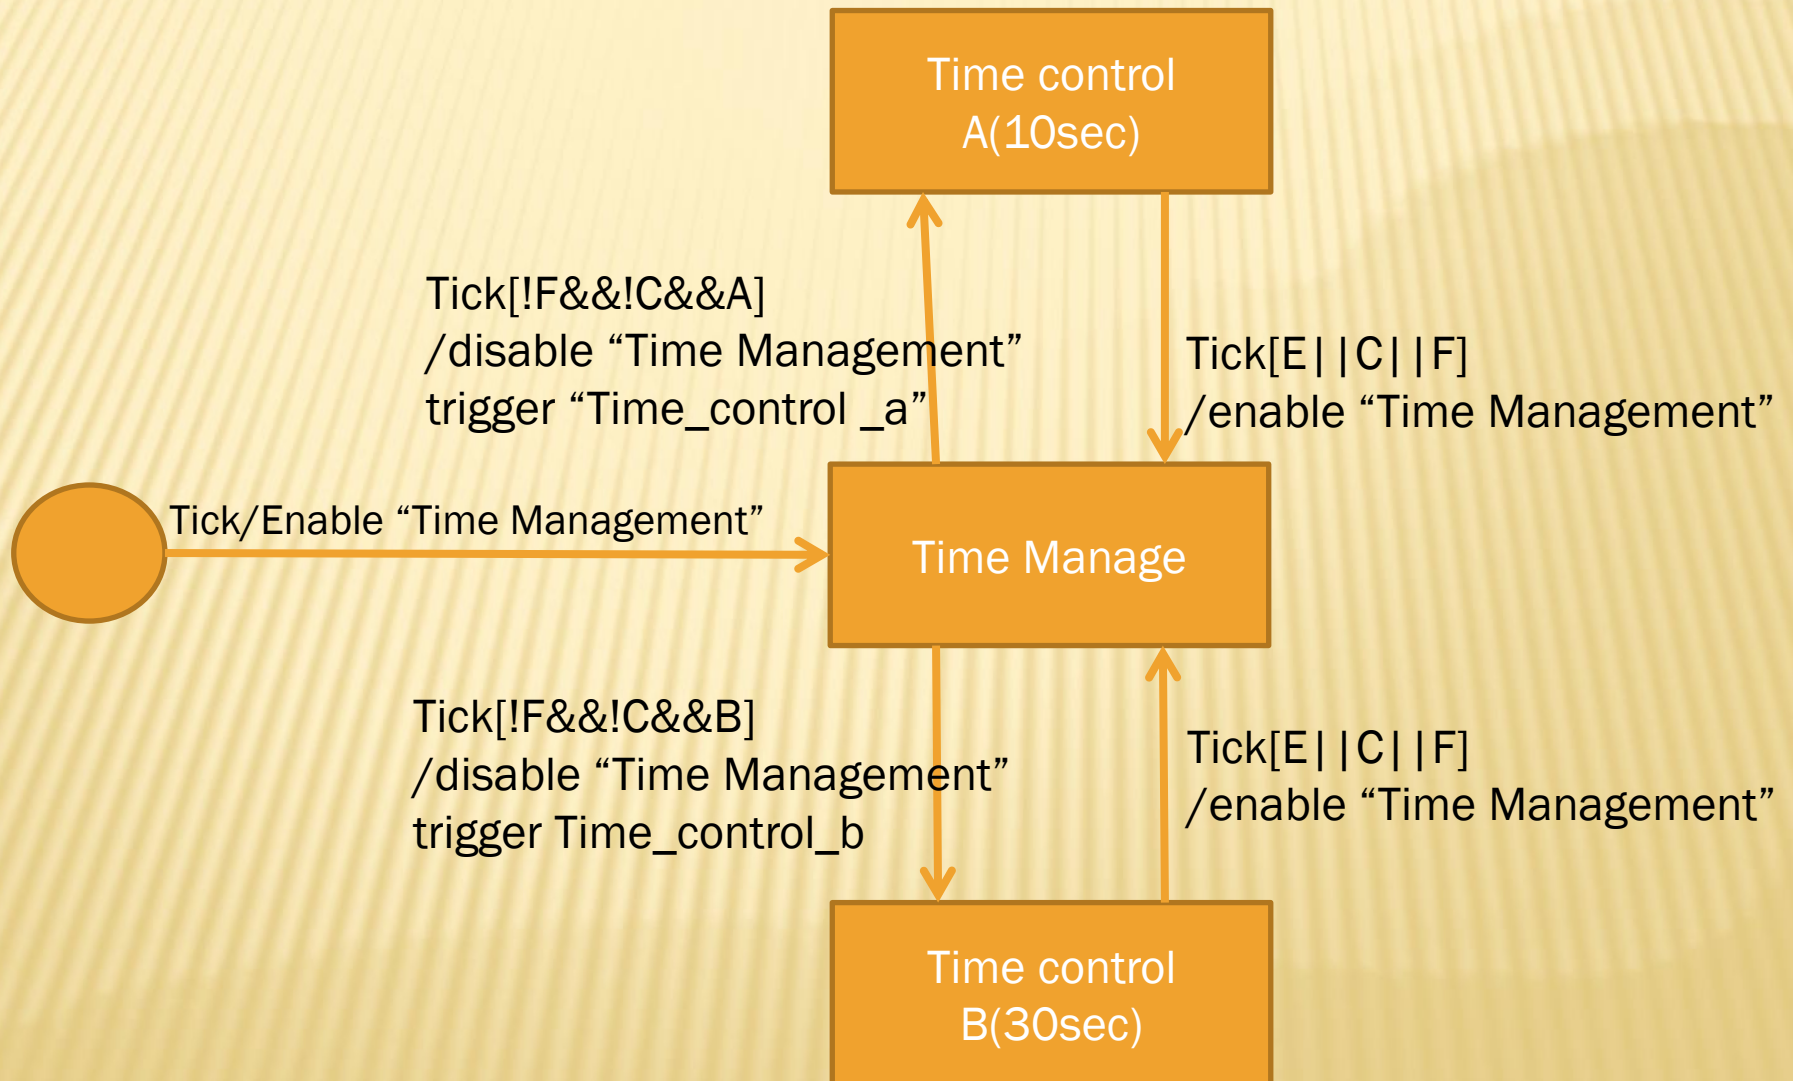 Time control
A(10sec)
Tick[!F&&!C&&A]
/disable “Time Management”
trigger “Time_control _a”
Tick[E||C||F]
/enable “Time Management”
Tick/Enable “Time Management”
Time Manage
Tick[!F&&!C&&B]
/disable “Time Management”
trigger Time_control_b
Tick[E||C||F]
/enable “Time Management”
Time control
B(30sec)